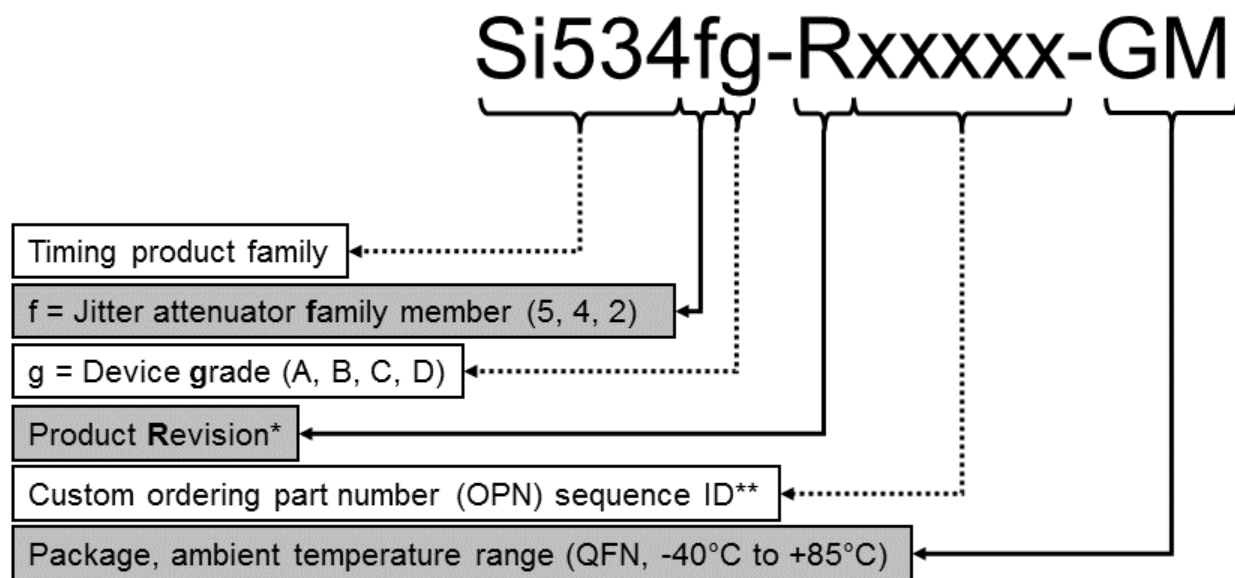 Si534fg-Rxxxxx-GM
Timing product family
f = Jitter attenuator family member (5, 4, 2)
g = Device grade (A, B, C, D)
Product Revision*
Custom ordering part number (OPN) sequence ID**
Package, ambient temperature range (QFN, -40°C to +85°C)